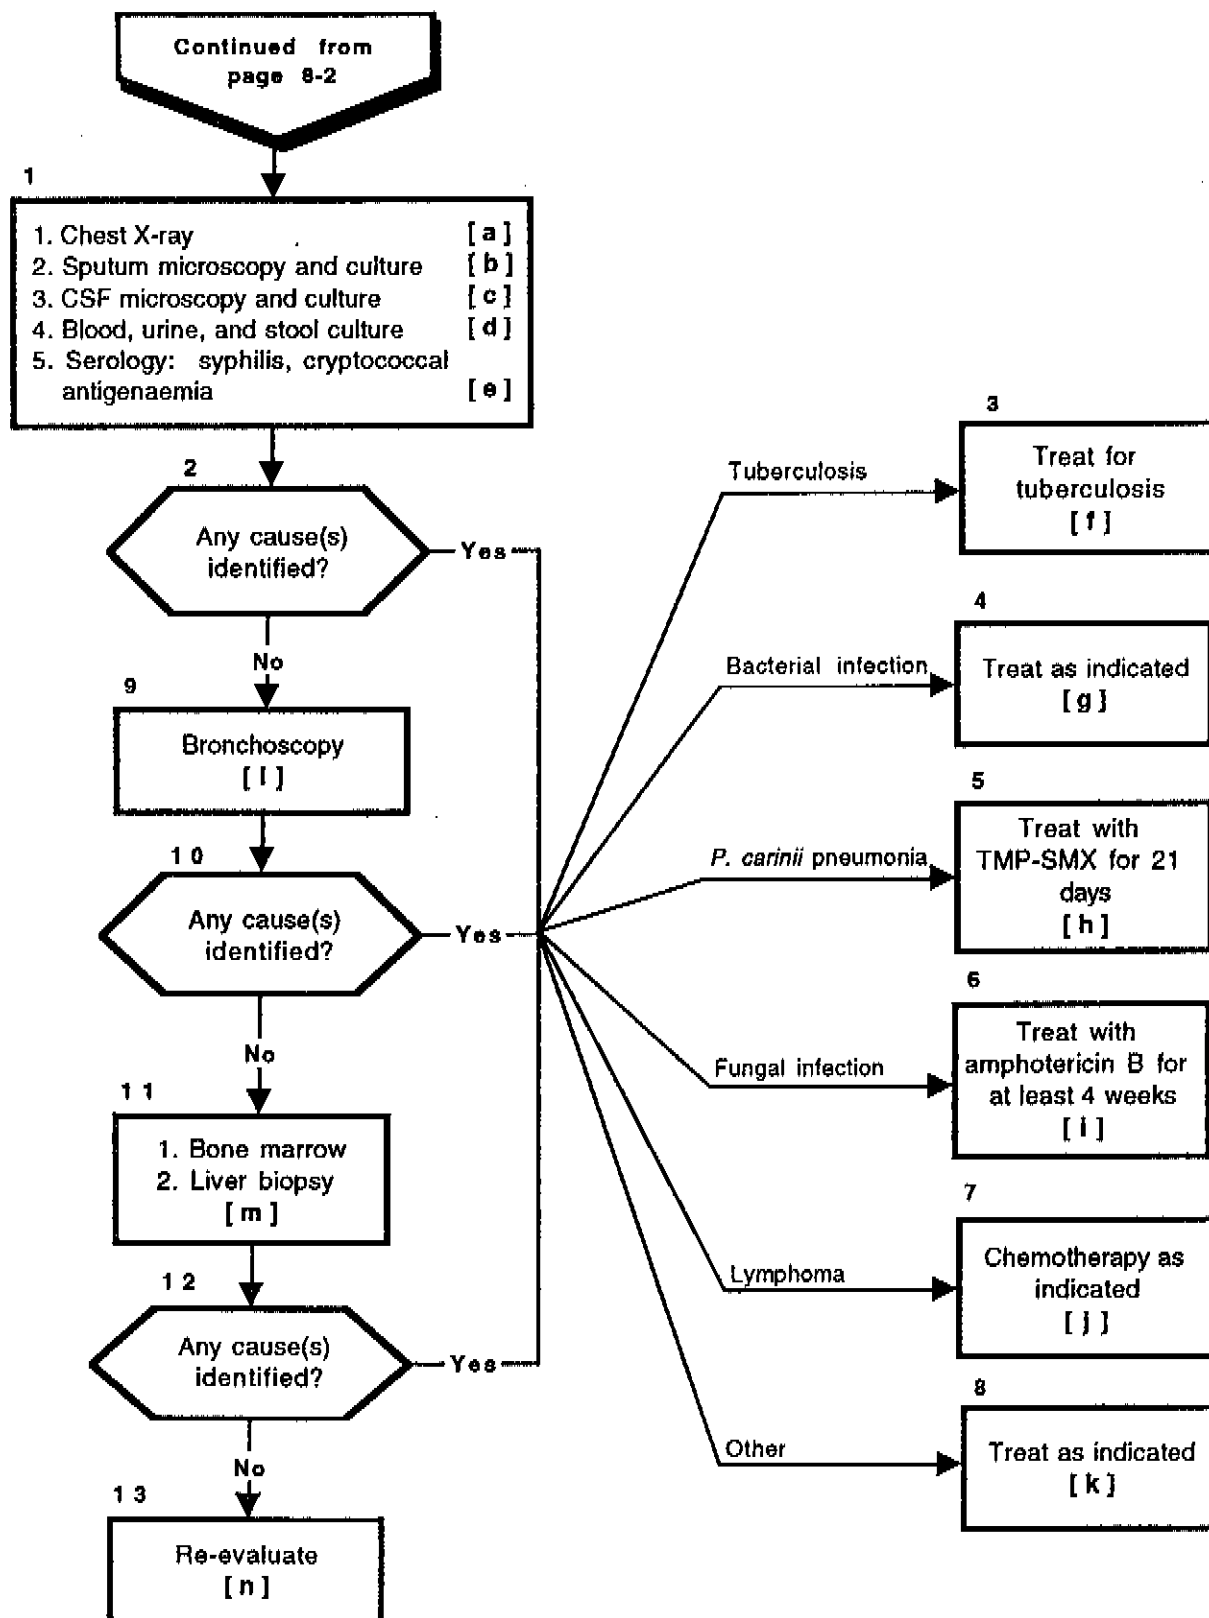 Continued from
page 8-2
1
1. Chest X-ray [a]
2. Sputum microscopy and culture [b]
3. CSF microscopy and culture [c]
4. Blood, urine, and stool culture [d]
5. Serology: syphilis, cryptococcal
antigenaemia [e]
2
Any cause(s)
identified?
Yes
No
9
Bronchoscopy
[l]
10
Any cause(s)
identified?
Yes
No
11
1. Bone marrow
2. Liver biopsy
[m]
12
Any cause(s)
identified?
Yes
No
13
Re-evaluate
[n]
Tuberculosis
3
Treat for
tuberculosis
[f]
Bacterial infection
4
Treat as indicated
[g]
P. carinii pneumonia
5
Treat with
TMP-SMX for 21
days
[h]
Fungal infection
6
Treat with
amphotericin B for
at least 4 weeks
[i]
Lymphoma
7
Chemotherapy as
indicated
[j]
Other
8
Treat as indicated
[k]